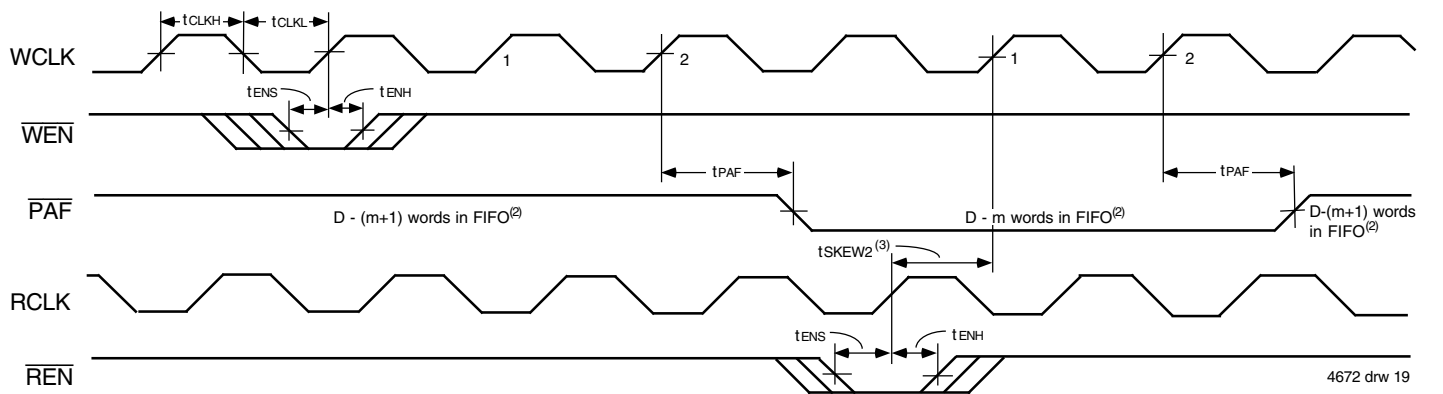 tCLKH tCLKL
WCLK 1 2 1 2
tENS tENH
WEN
tPAF tPAF
PAF
D - (m+1) words in FIFO(2) D - m words in FIFO(2) D-(m+1) words
in FIFO(2)
tSKEW2(3)
RCLK
tENS tENH
REN
4672 drw 19